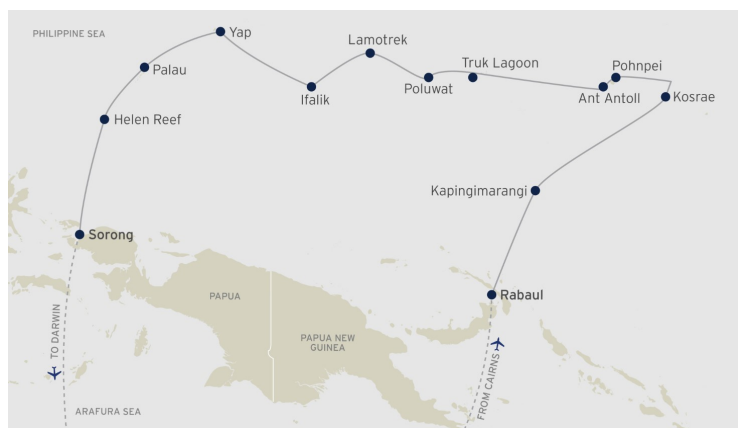 PHILIPPINE SEA
Yap
Lamotrek
Palau
Truk Lagoon
Pohnpei
Ifalik
Poluwat
Ant Antoll
Kosrae
Helen Reef
Kapingimarangi
Sorong
PAPUA
Rabaul
PAPUA NEW
GUINEA
TO DARWIN
FROM CAIRNS
ARAFURA SEA